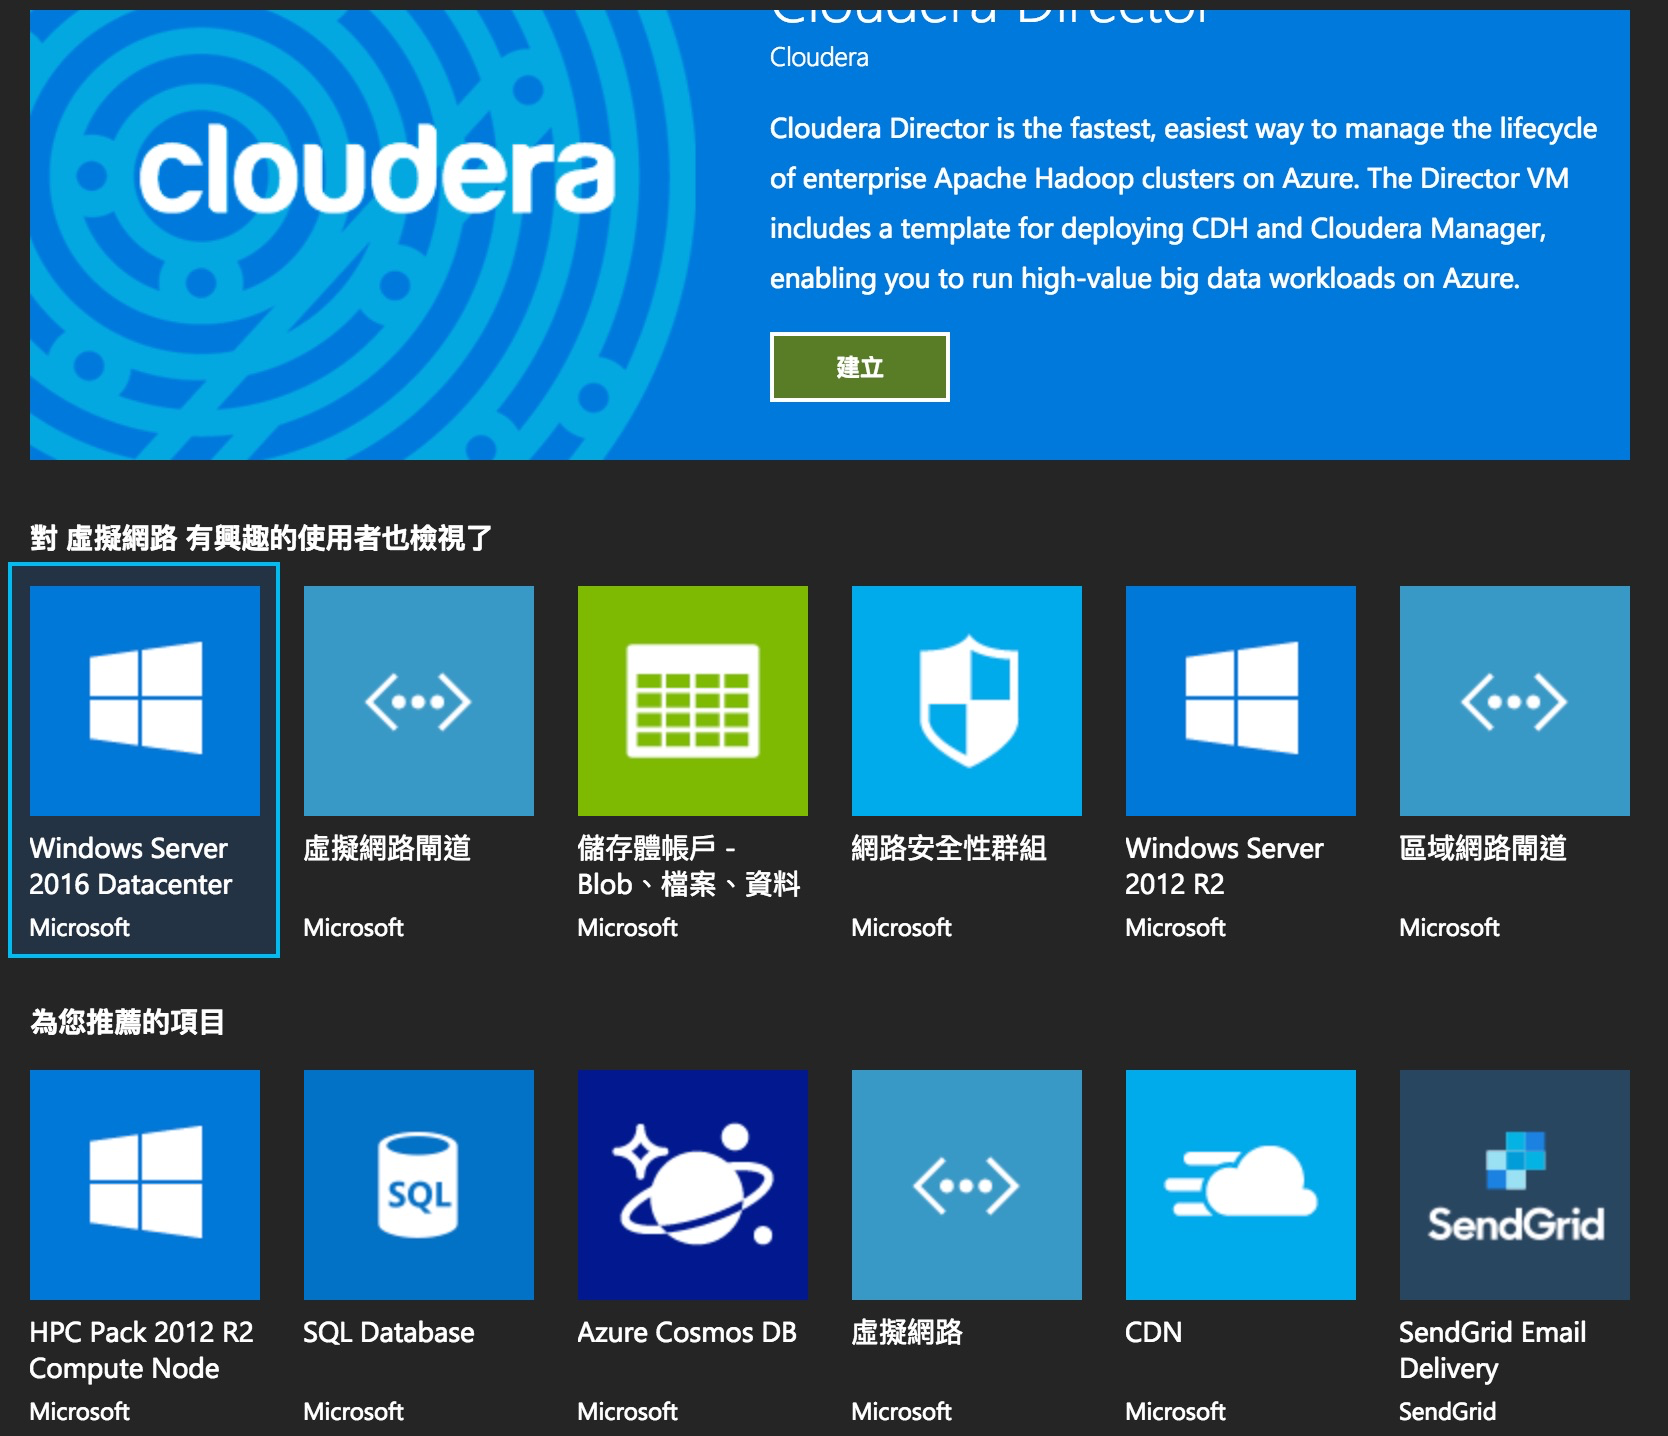 Cloudera Director
Cloudera
cloudera
Cloudera Director is the fastest, easiest way to manage the lifecycle
of enterprise Apache Hadoop clusters on Azure. The Director VM
includes a template for deploying CDH and Cloudera Manager,
enabling you to run high-value big data workloads on Azure.
建立
對 虛擬網路 有興趣的使用者也檢視了
Windows Server
2016 Datacenter
Microsoft
虛擬網路閘道
Microsoft
儲存體帳戶 -
Blob、檔案、資料
Microsoft
網路安全性群組
Microsoft
Windows Server
2012 R2
Microsoft
區域網路閘道
Microsoft
為您推薦的項目
HPC Pack 2012 R2
Compute Node
Microsoft
SQL
SQL Database
Microsoft
Azure Cosmos DB
Microsoft
虛擬網路
Microsoft
CDN
Microsoft
SendGrid
SendGrid Email
Delivery
SendGrid